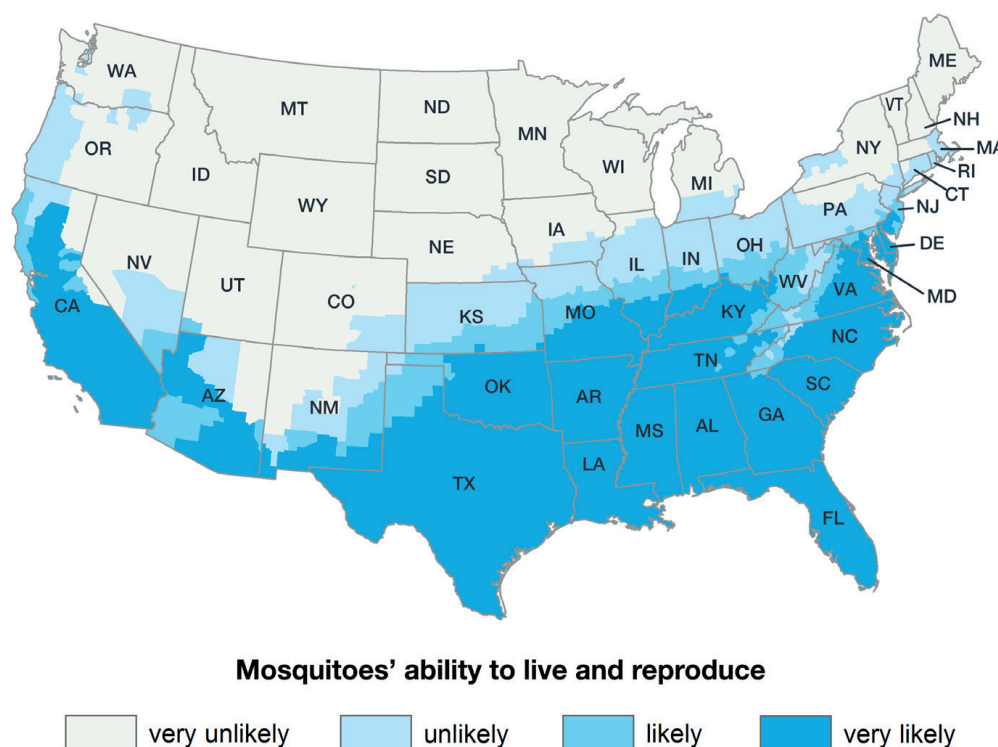 WA
MT
ND
MN
ME
VT
NH
OR
ID
SD
WI
MI
NY
MA
RI
CT
WY
NE
IA
PA
NJ
NV
UT
CO
KS
IL
IN
OH
WV
DE
CA
MO
KY
VA
MD
AZ
NM
OK
AR
TN
NC
SC
TX
LA
MS
AL
GA
FL
Mosquitoes' ability to live and reproduce
very unlikely
unlikely
likely
very likely